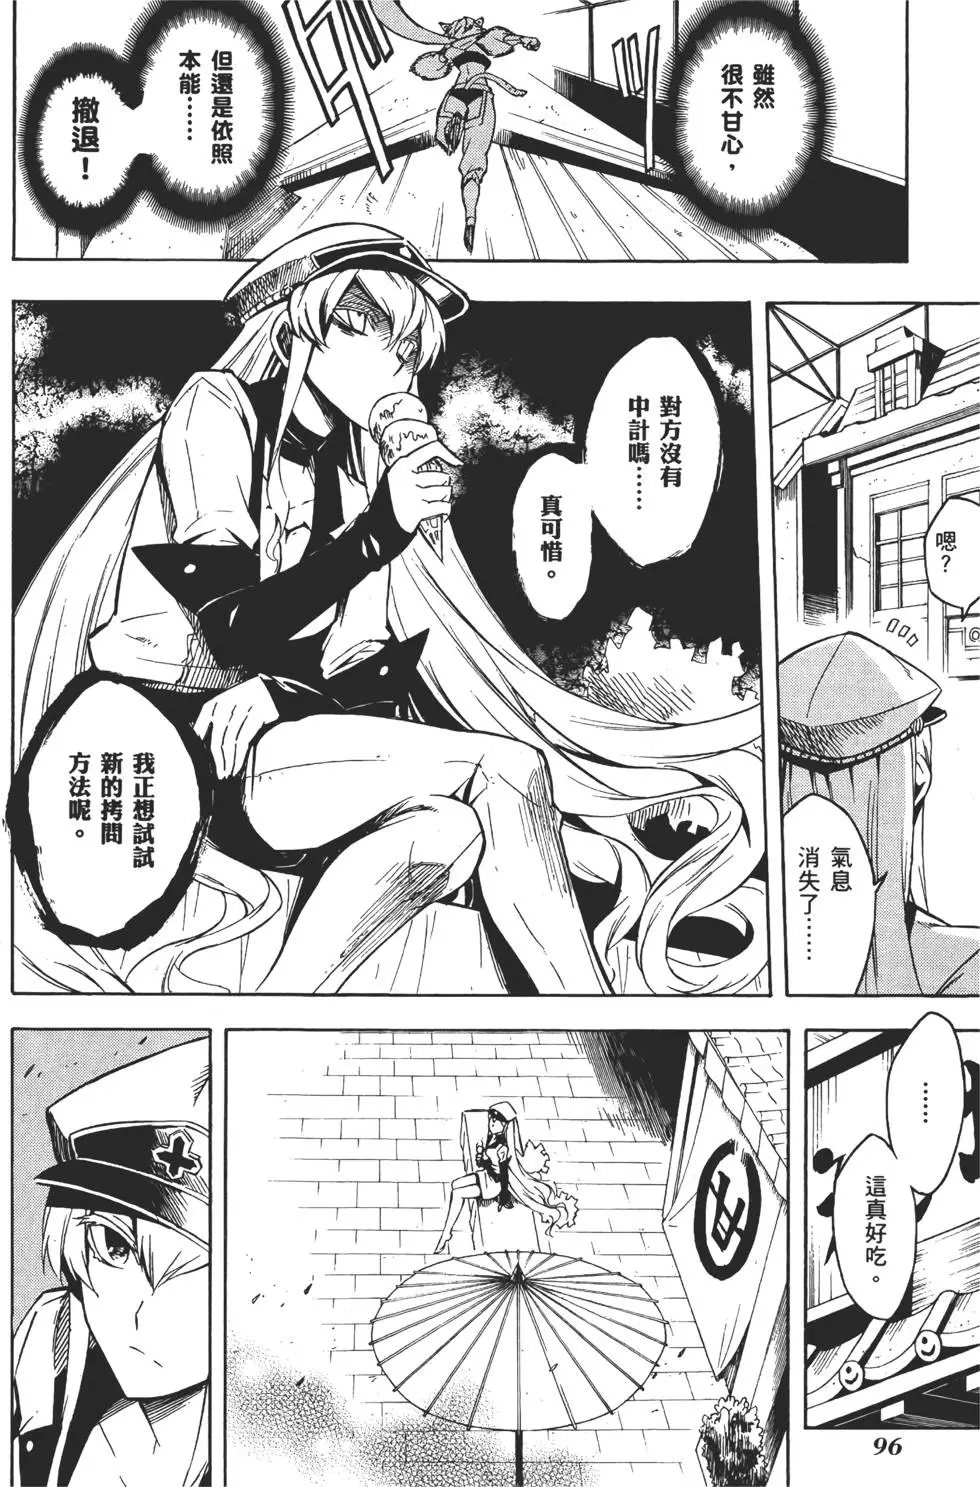 雖然
很不甘心，
但還是依照
本能……
撤退！
嗯？
氣息
消失了……
對方沒有
中計嗎……
真可惜。
我正想試試
新的拷問
方法呢。
……
這真好吃。
甘
96